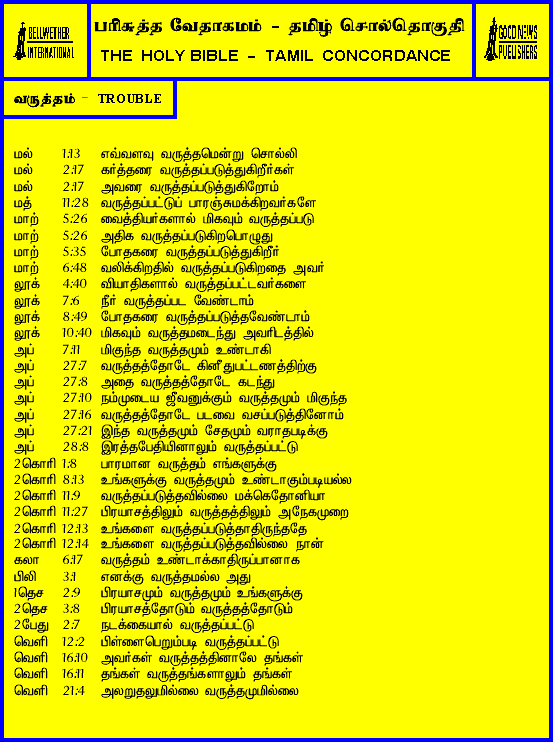 BELLWETHER
INTERNATIONAL
பரிசுத்த வேதாகமம் - தமிழ் சொல்தொகுதி
THE HOLY BIBLE - TAMIL CONCORDANCE
GOOD NEWS
PUBLISHERS
வருத்தம் - TROUBLE
மல் 1:13 எவ்வளவு வருத்தமென்று சொல்லி
மல் 2:17 கர்த்தரை வருத்தப்படுத்துகிறீர்கள்
மல் 2:17 அவரை வருத்தப்படுத்துகிறோம்
மத் 11:28 வருத்தப்பட்டுப் பாரஞ்சுமக்கிறவர்களே
மாற் 5:26 வைத்தியர்களால் மிகவும் வருத்தப்படு
மாற் 5:26 அதிக வருத்தப்படுகிறபொழுது
மாற் 5:35 போதகரை வருத்தப்படுத்துகிறீர்
மாற் 6:48 வலிக்கிறதில் வருத்தப்படுகிறதை அவர்
லூக் 4:40 வியாதிகளால் வருத்தப்பட்டவர்களை
லூக் 7:6 நீர் வருத்தப்பட வேண்டாம்
லூக் 8:49 போதகரை வருத்தப்படுத்தவேண்டாம்
லூக் 10:40 மிகவும் வருத்தமடைந்து அவரிடத்தில்
அப் 7:11 மிகுந்த வருத்தமும் உண்டாகி
அப் 27:7 வருத்தத்தோடே கினீதுபட்டணத்திற்கு
அப் 27:8 அதை வருத்தத்தோடே கடந்து
அப் 27:10 நம்முடைய ஜீவனுக்கும் வருத்தமும் மிகுந்த
அப் 27:16 வருத்தத்தோடே படவை வசப்படுத்தினோம்
அப் 27:21 இந்த வருத்தமும் சேதமும் வராதபடிக்கு
அப் 28:8 இரத்தபேதியினாலும் வருத்தப்பட்டு
2கொரி 1:8 பாரமான வருத்தம் எங்களுக்கு
2கொரி 8:13 உங்களுக்கு வருத்தமும் உண்டாகும்படியல்ல
2கொரி 11:9 வருத்தப்படுத்தவில்லை மக்கெதோனியா
2கொரி 11:27 பிரயாசத்திலும் வருத்தத்திலும் அநேகமுறை
2கொரி 12:13 உங்களை வருத்தப்படுத்தாதிருந்ததே
2கொரி 12:14 உங்களை வருத்தப்படுத்தவில்லை நான்
கலா 6:17 வருத்தம் உண்டாக்காதிருப்பானாக
பிலி 3:1 எனக்கு வருத்தமல்ல அது
1தெச 2:9 பிரயாசமும் வருத்தமும் உங்களுக்கு
2தெச 3:8 பிரயாசத்தோடும் வருத்தத்தோடும்
2பேது 2:7 நடக்கையால் வருத்தப்பட்டு
வெளி 12:2 பிள்ளைபெறும்படி வருத்தப்பட்டு
வெளி 16:10 அவர்கள் வருத்தத்தினாலே தங்கள்
வெளி 16:11 தங்கள் வருத்தங்களாலும் தங்கள்
வெளி 21:4 அலறுதலுமில்லை வருத்தமுமில்லை